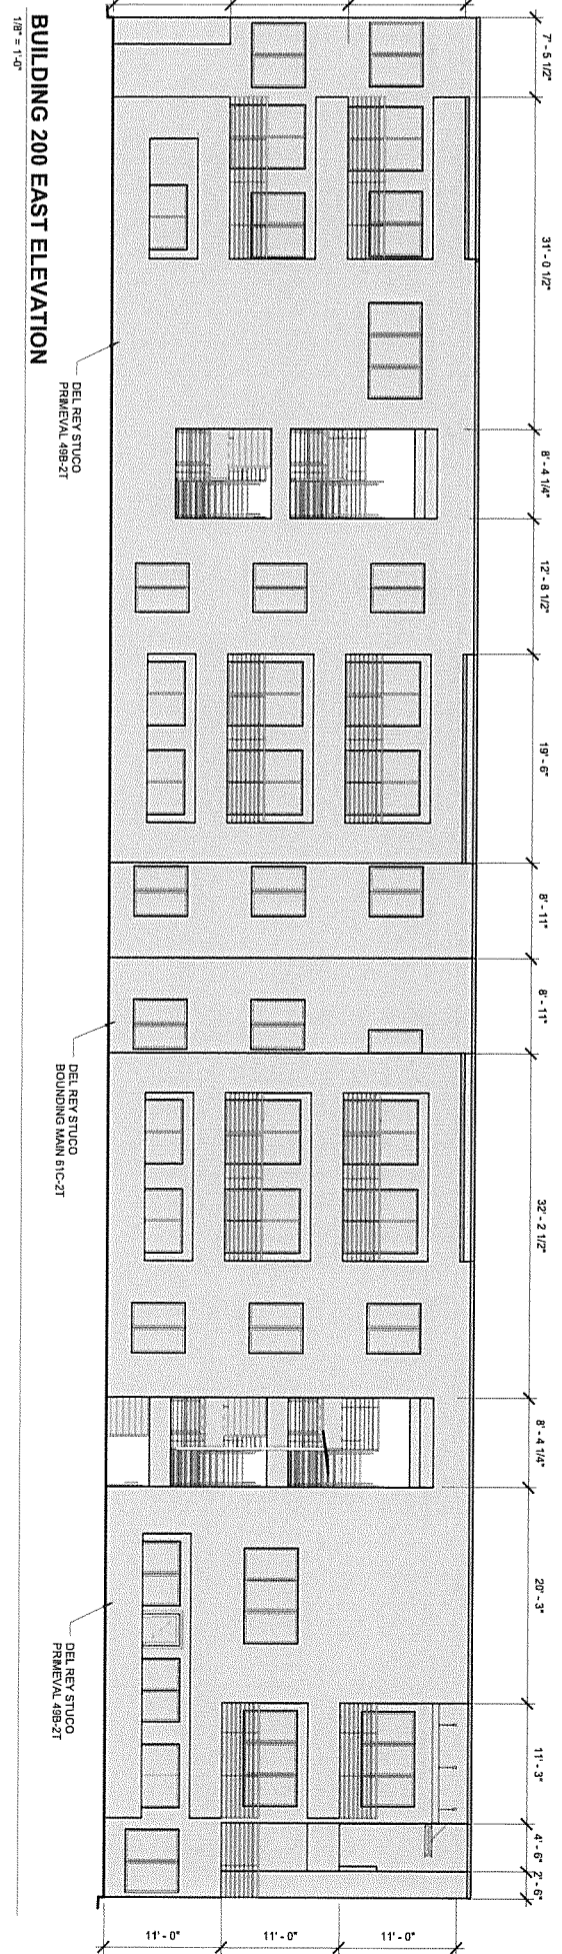 7' - 5 1/2"
31' - 0 1/2"
8' - 4 1/4"
12' - 8 1/2"
19' - 6"
8' - 11"
8' - 11"
32' - 2 1/2"
8' - 4 1/4"
20' - 3"
11' - 3"
4' - 6"
2' - 6"
11' - 0"
11' - 0"
11' - 0"
DEL REY STUCO
PRIMEVAL 49B-2T
DEL REY STUCO
BOUNDING MAIN 61C-2T
DEL REY STUCO
PRIMEVAL 49B-2T
BUILDING 200 EAST ELEVATION
1/8" = 1'-0"